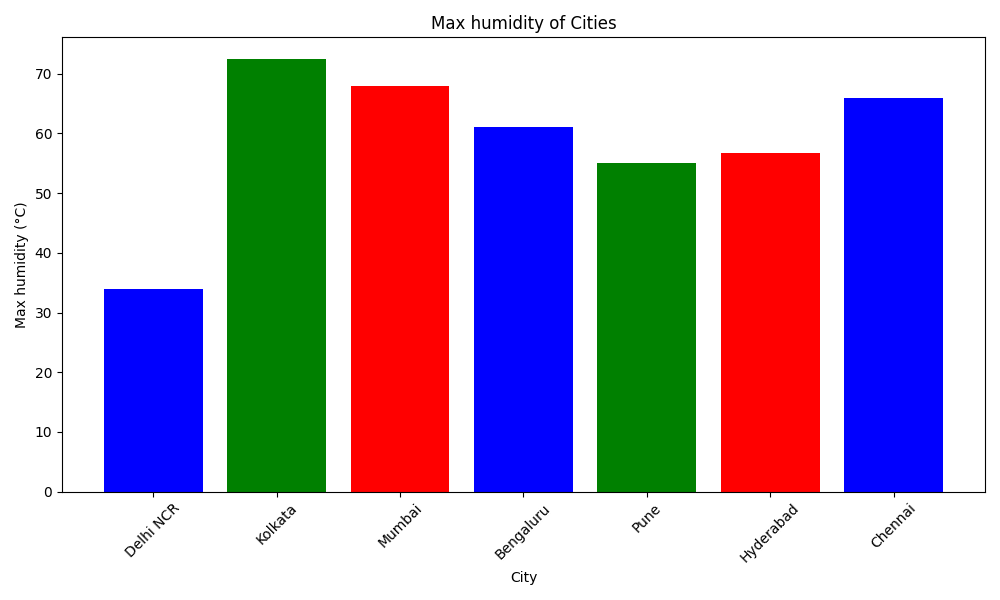 Max humidity of Cities
Max humidity (°C)
70
60
50
40
30
20
10
0
Delhi NCR
Kolkata
Mumbai
Bengaluru
Pune
Hyderabad
Chennai
City